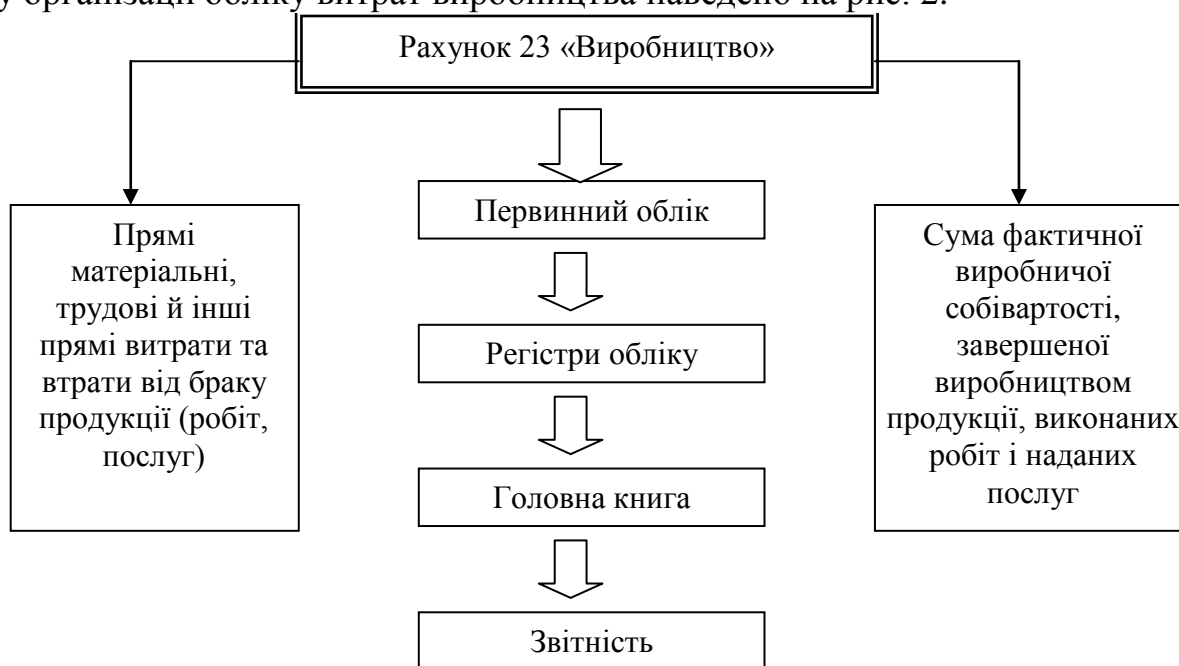 у організації обліку витрат виробництва наведено на рис. 2.
Рахунок 23 «Виробництво»
Прямі
матеріальні,
трудові й інші
прямі витрати та
втрати від браку
продукції (робіт,
послуг)
Первинний облік
Регістри обліку
Головна книга
Звітність
Сума фактичної
виробничої
собівартості,
завершеної
виробництвом
продукції, виконаних
робіт і наданих
послуг